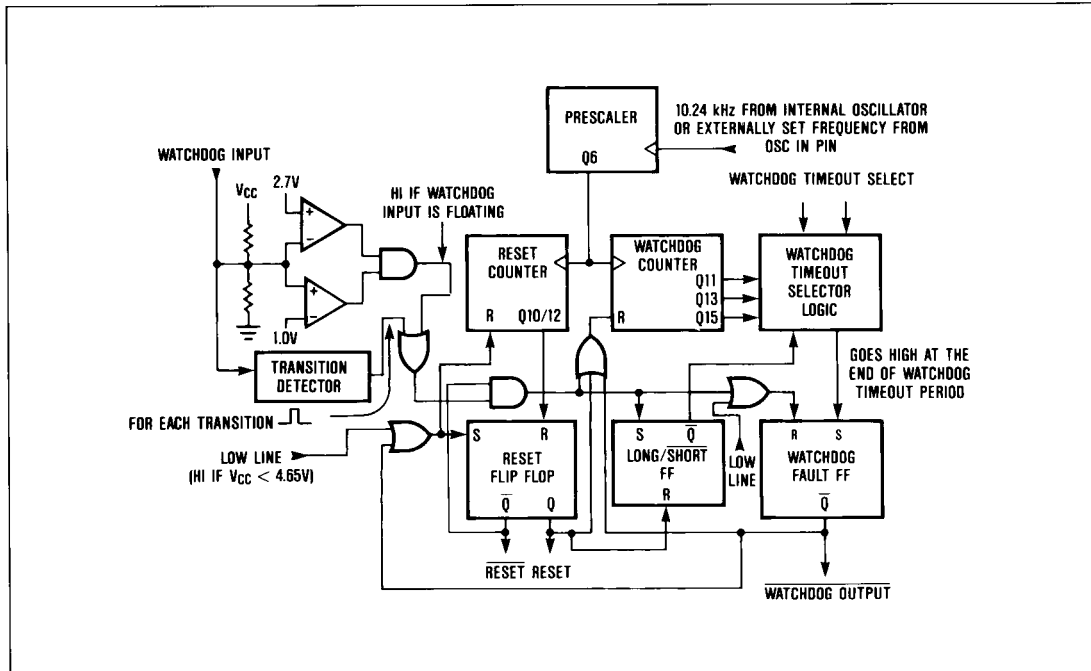 PRESCALER
Q6
10.24 kHz FROM INTERNAL OSCILLATOR
OR EXTERNALLY SET FREQUENCY FROM
OSC IN PIN
WATCHDOG INPUT
VCC
2.7V
+
−
+
−
1.0V
HI IF WATCHDOG
INPUT IS FLOATING
WATCHDOG TIMEOUT SELECT
RESET
COUNTER
R
Q10/12
WATCHDOG
COUNTER
Q11
Q13
Q15
R
WATCHDOG
TIMEOUT
SELECTOR
LOGIC
TRANSITION
DETECTOR
GOES HIGH AT THE
END OF WATCHDOG
TIMEOUT PERIOD
FOR EACH TRANSITION
LOW LINE
(HI IF VCC < 4.65V)
S
R
RESET
FLIP FLOP
Q̅
Q
S
Q̅
LONG/S̅H̅O̅R̅T̅
FF
R
LOW
LINE
R
S
WATCHDOG
FAULT FF
Q̅
R̅E̅S̅E̅T̅ RESET
W̅A̅T̅C̅H̅D̅O̅G̅ O̅U̅T̅P̅U̅T̅